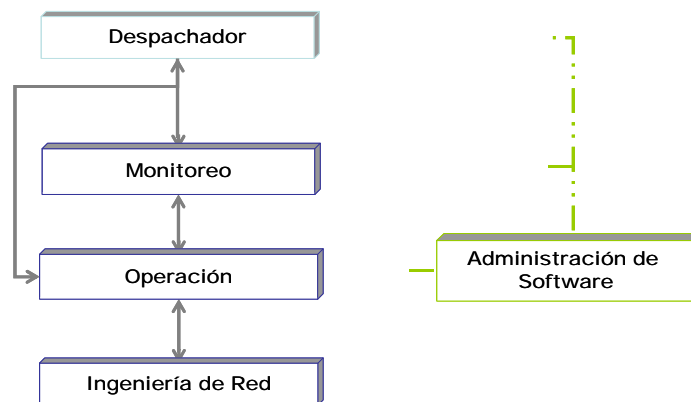 Despachador
Monitoreo
Operación
Administración de
Software
Ingeniería de Red